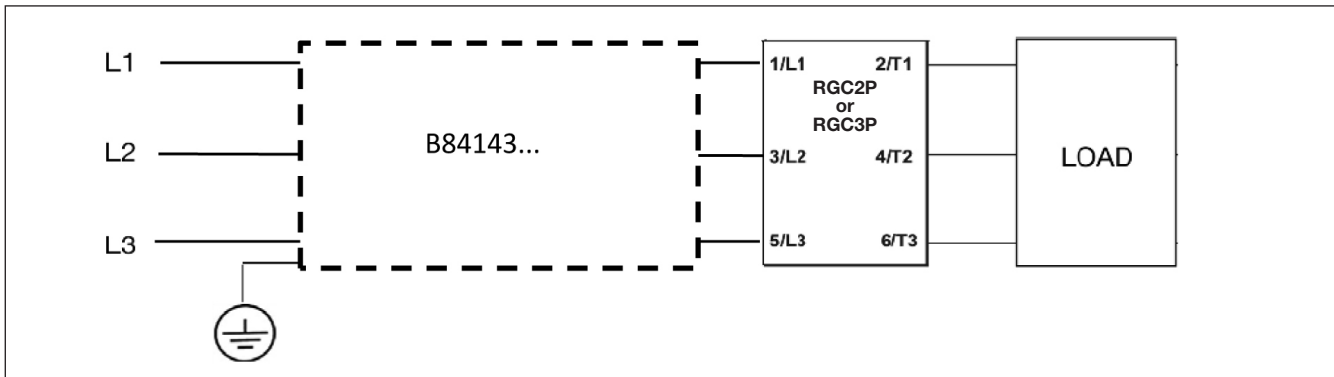 L1
L2
L3
B84143...
1/L1 2/T1
RGC2P
or
RGC3P
3/L2 4/T2
5/L3 6/T3
LOAD